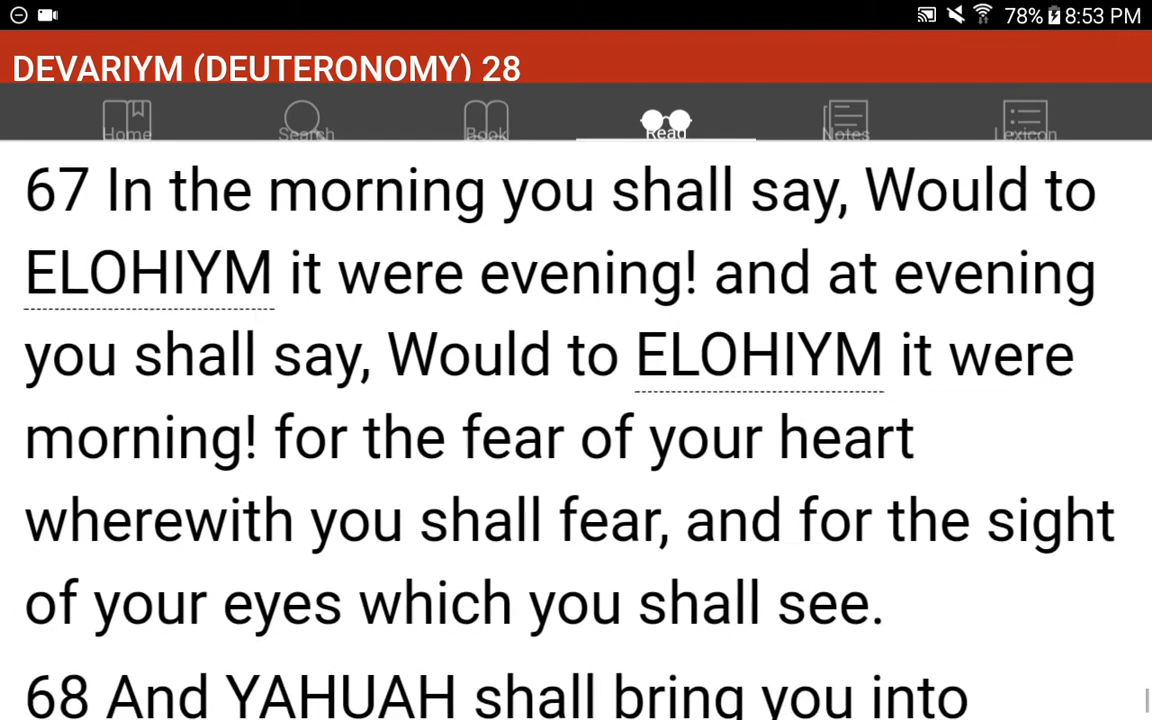 78% 8:53 PM
DEVARIYM (DEUTERONOMY) 28
Home Search Book Read Notes Lexicon
67 In the morning you shall say, Would to
ELOHIYM it were evening! and at evening
you shall say, Would to ELOHIYM it were
morning! for the fear of your heart
wherewith you shall fear, and for the sight
of your eyes which you shall see.
68 And YAHUAH shall bring you into